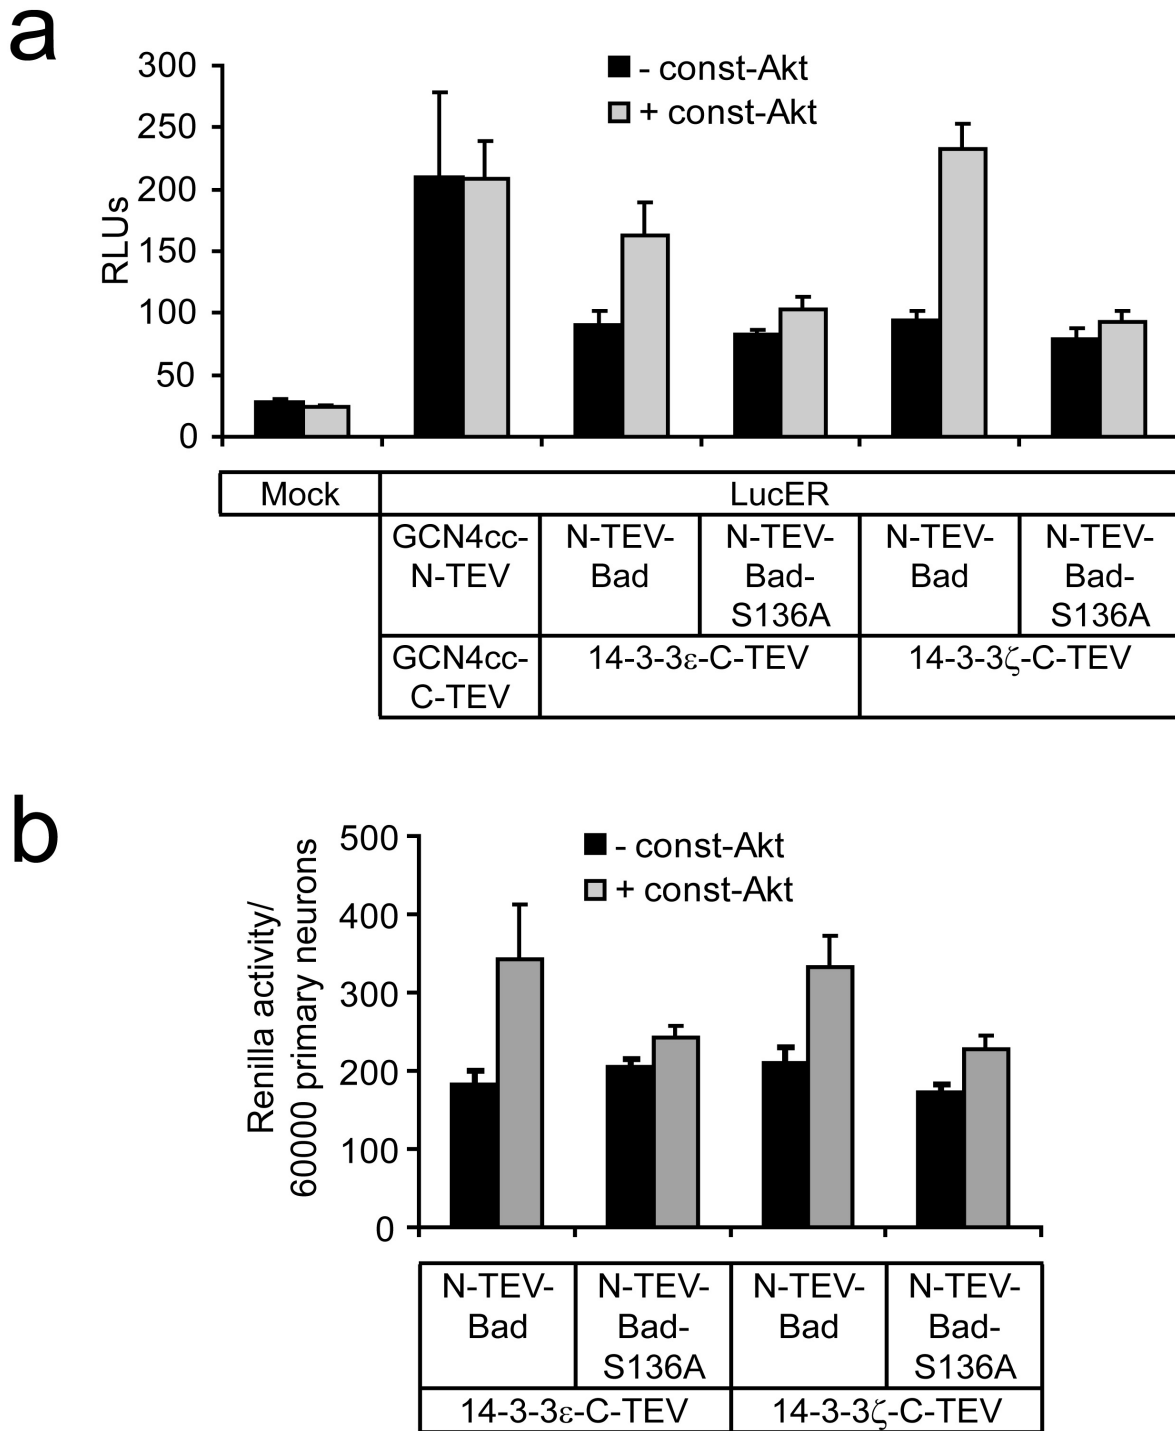 a
- const-Akt
+ const-Akt
RLUs
300
250
200
150
100
50
0
Mock
LucER
GCN4cc-
N-TEV
N-TEV-
Bad
N-TEV-
Bad-
S136A
N-TEV-
Bad
N-TEV-
Bad-
S136A
GCN4cc-
C-TEV
14-3-3ε-C-TEV
14-3-3ζ-C-TEV
b
- const-Akt
+ const-Akt
Renilla activity/
60000 primary neurons
500
400
300
200
100
0
N-TEV-
Bad
N-TEV-
Bad-
S136A
N-TEV-
Bad
N-TEV-
Bad-
S136A
14-3-3ε-C-TEV
14-3-3ζ-C-TEV